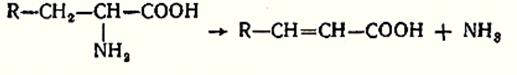 R—CH₂—CH—COOH
NH₂
→ R—CH=CH—COOH + NH₃